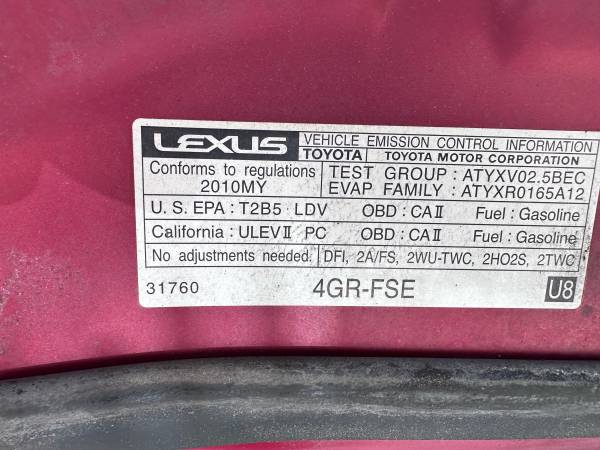 LEXUS VEHICLE EMISSION CONTROL INFORMATION
TOYOTA TOYOTA MOTOR CORPORATION
Conforms to regulations TEST GROUP : ATYXV02.5BEC
2010MY EVAP FAMILY : ATYXR0165A12
U. S. EPA : T2B5 LDV OBD : CAⅡ Fuel : Gasoline
California : ULEVⅡ PC OBD : CAⅡ Fuel : Gasoline
No adjustments needed. DFI, 2A/FS, 2WU-TWC, 2HO2S, 2TWC
31760 4GR-FSE U8